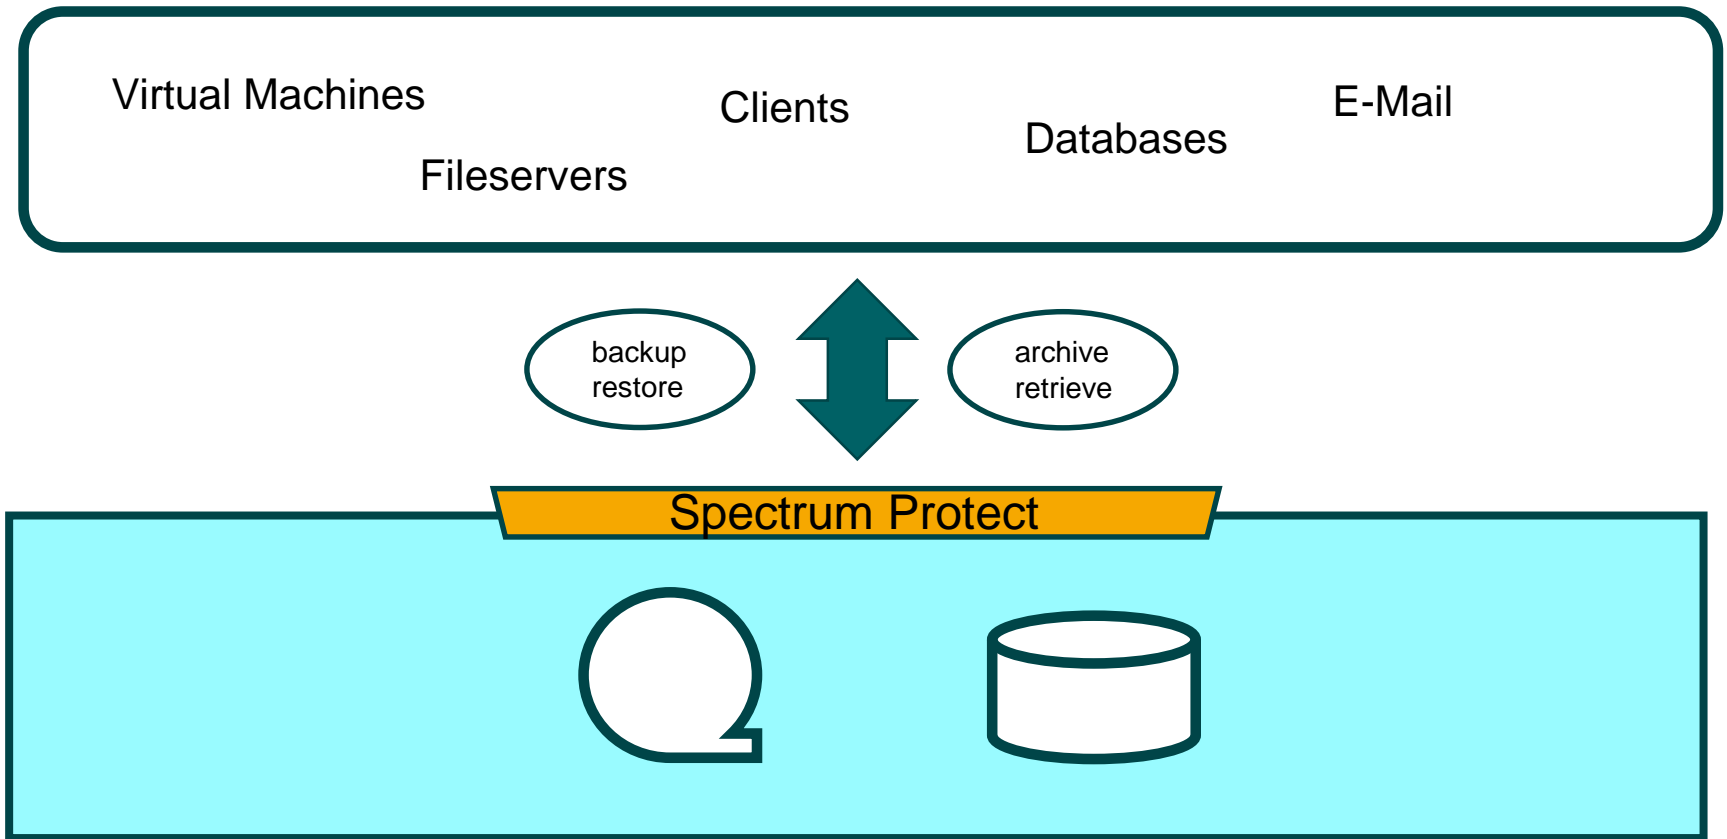 Virtual Machines
Clients
E-Mail
Databases
Fileservers
backup
restore
archive
retrieve
Spectrum Protect